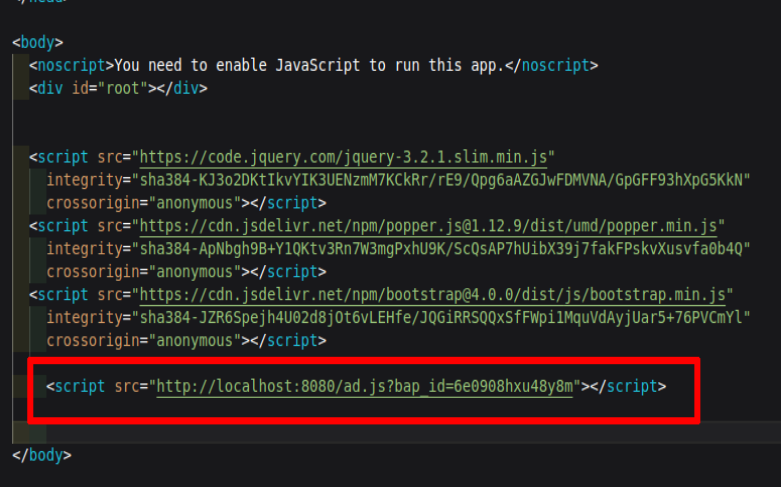 <body>
<noscript>You need to enable JavaScript to run this app.</noscript>
<div id="root"></div>
<script src="https://code.jquery.com/jquery-3.2.1.slim.min.js"
integrity="sha384-KJ3o2DKtIkvYIK3UENzmM7KCkRr/rE9/Qpg6aAZGJwFDMVNA/GpGFF93hXpG5KkN"
crossorigin="anonymous"></script>
<script src="https://cdn.jsdelivr.net/npm/popper.js@1.12.9/dist/umd/popper.min.js"
integrity="sha384-ApNbgh9B+Y1QKtv3Rn7W3mgPxhU9K/ScQsAP7hUibX39j7fakFPskvXusvfa0b4Q"
crossorigin="anonymous"></script>
<script src="https://cdn.jsdelivr.net/npm/bootstrap@4.0.0/dist/js/bootstrap.min.js"
integrity="sha384-JZR6Spejh4U02d8jOt6vLEHfe/JQGiRRSQQxSfFWpi1MquVdAyjUar5+76PVCmYl"
crossorigin="anonymous"></script>
<script src="http://localhost:8080/ad.js?bap_id=6e0908hxu48y8m"></script>
</body>